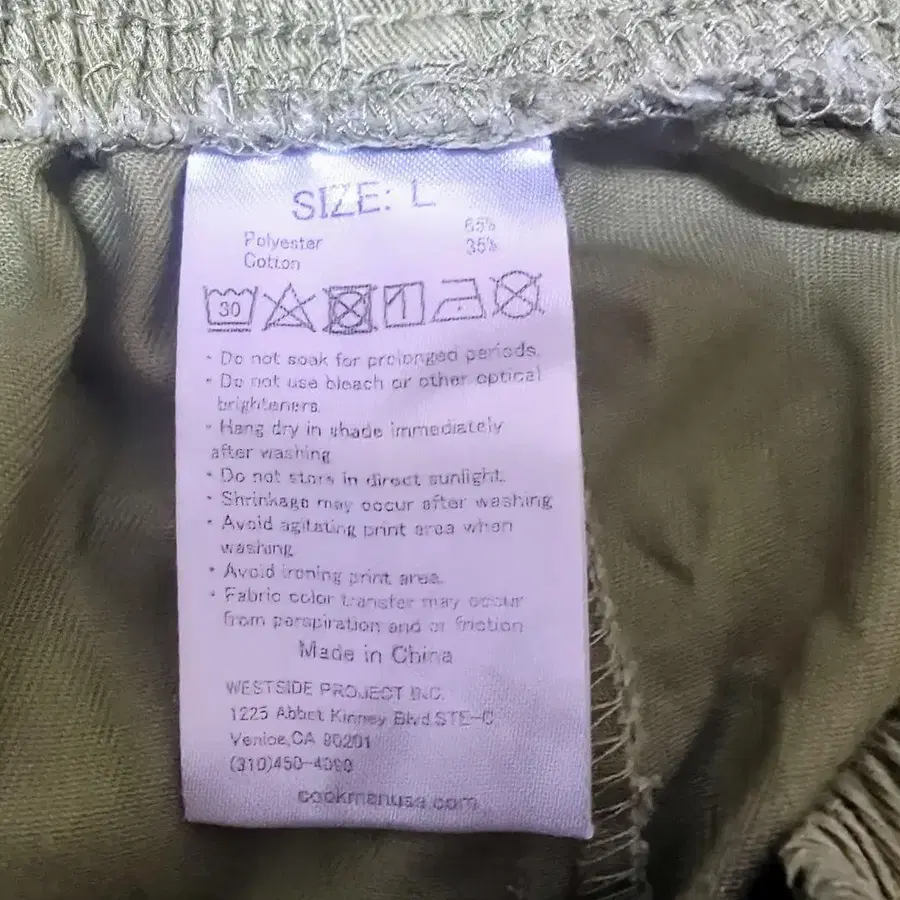 SIZE: L
Polyester 65%
Cotton 35%
30
· Do not soak for prolonged periods.
· Do not use bleach or other optical
brighteners.
· Hang dry in shade immediately
after washing
· Do not store in direct sunlight.
· Shrinkage may occur after washing
· Avoid agitating print area when
washing
· Avoid ironing print area.
· Fabric color transfer may occur
from perspiration and or friction
Made in China
WESTSIDE PROJECT INC.
1225 Abbot Kinney Blvd.STE-C
Venice,CA 90201
(310)450-4090
cookmanusa.com